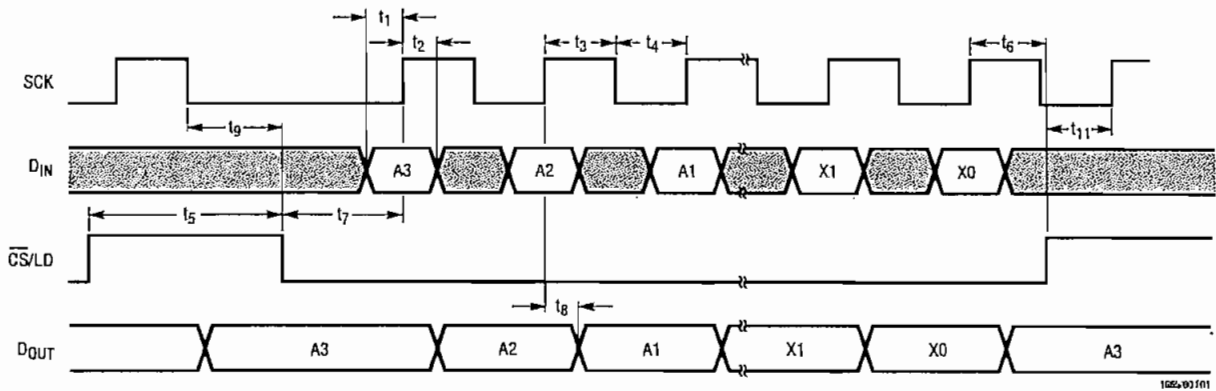 t1
t2
t3
t4
t6
SCK
t9
t11
DIN
A3
A2
A1
X1
X0
t5
t7
CS/LD
t8
DOUT
A3
A2
A1
X1
X0
A3